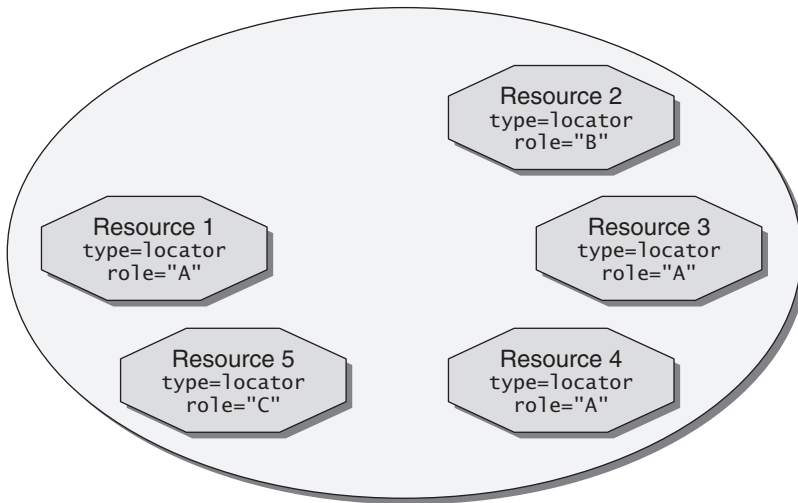 Resource 2
type=locator
role="B"
Resource 1
type=locator
role="A"
Resource 3
type=locator
role="A"
Resource 5
type=locator
role="C"
Resource 4
type=locator
role="A"